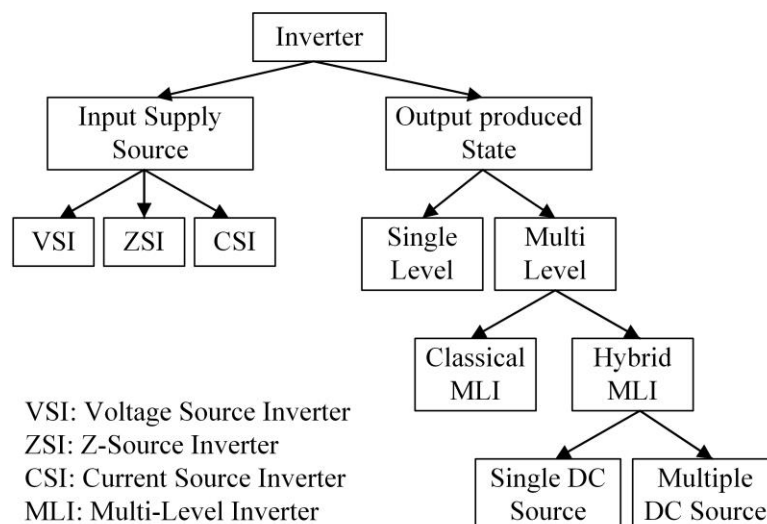 Inverter
Input Supply
Source
Output produced
State
VSI
ZSI
CSI
Single
Level
Multi
Level
Classical
MLI
Hybrid
MLI
VSI: Voltage Source Inverter
ZSI: Z-Source Inverter
CSI: Current Source Inverter
MLI: Multi-Level Inverter
Single DC
Source
Multiple
DC Source